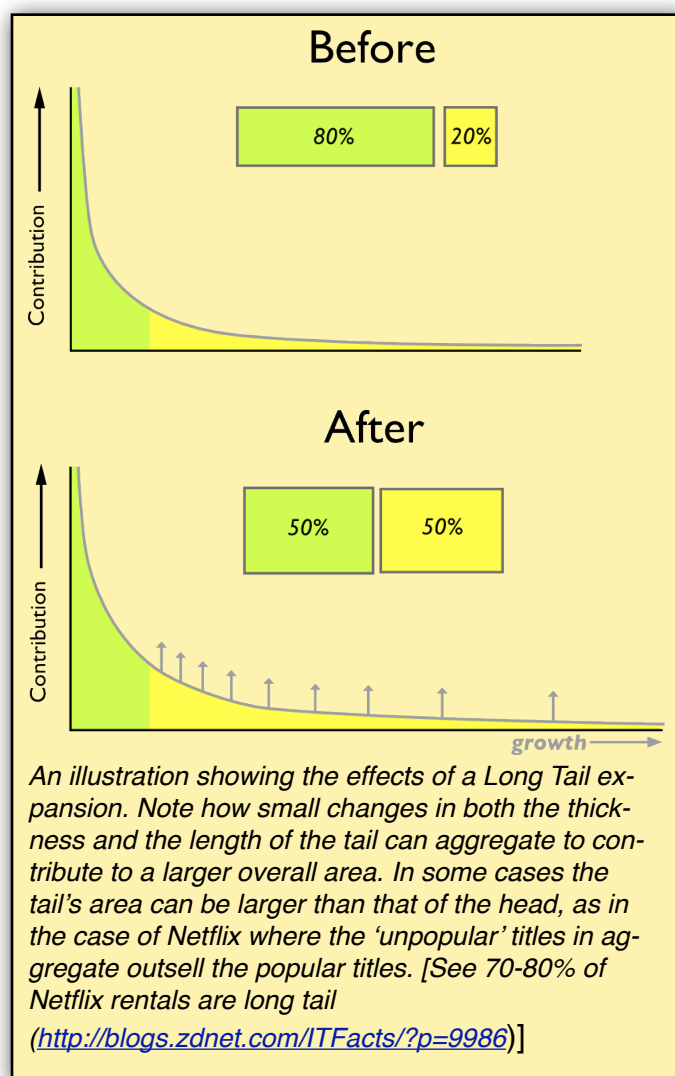 Before
80%
20%
Contribution
After
50%
50%
Contribution
growth
An illustration showing the effects of a Long Tail ex-
pansion. Note how small changes in both the thick-
ness and the length of the tail can aggregate to con-
tribute to a larger overall area. In some cases the
tail's area can be larger than that of the head, as in
the case of Netflix where the ‘unpopular’ titles in ag-
gregate outsell the popular titles. [See 70-80% of
Netflix rentals are long tail
(http://blogs.zdnet.com/ITFacts/?p=9986)]